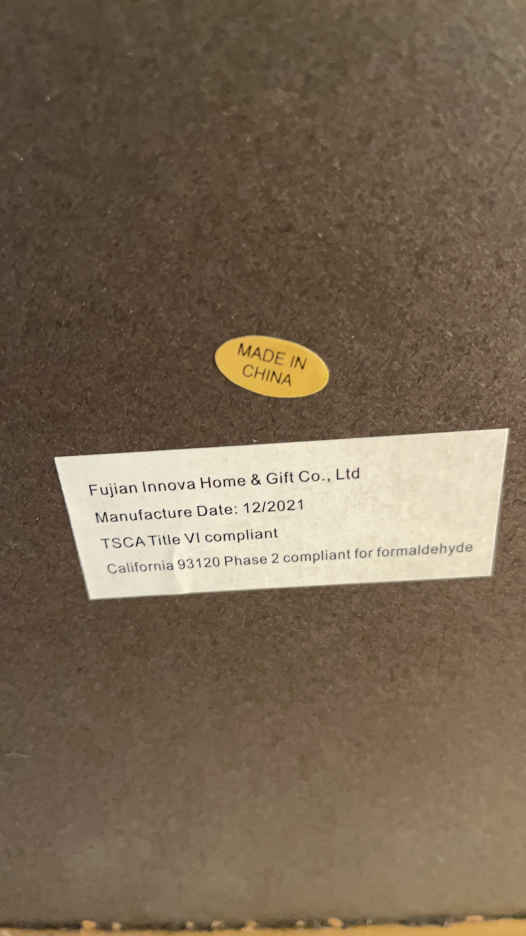 MADE IN
CHINA
Fujian Innova Home & Gift Co., Ltd
Manufacture Date: 12/2021
TSCA Title VI compliant
California 93120 Phase 2 compliant for formaldehyde